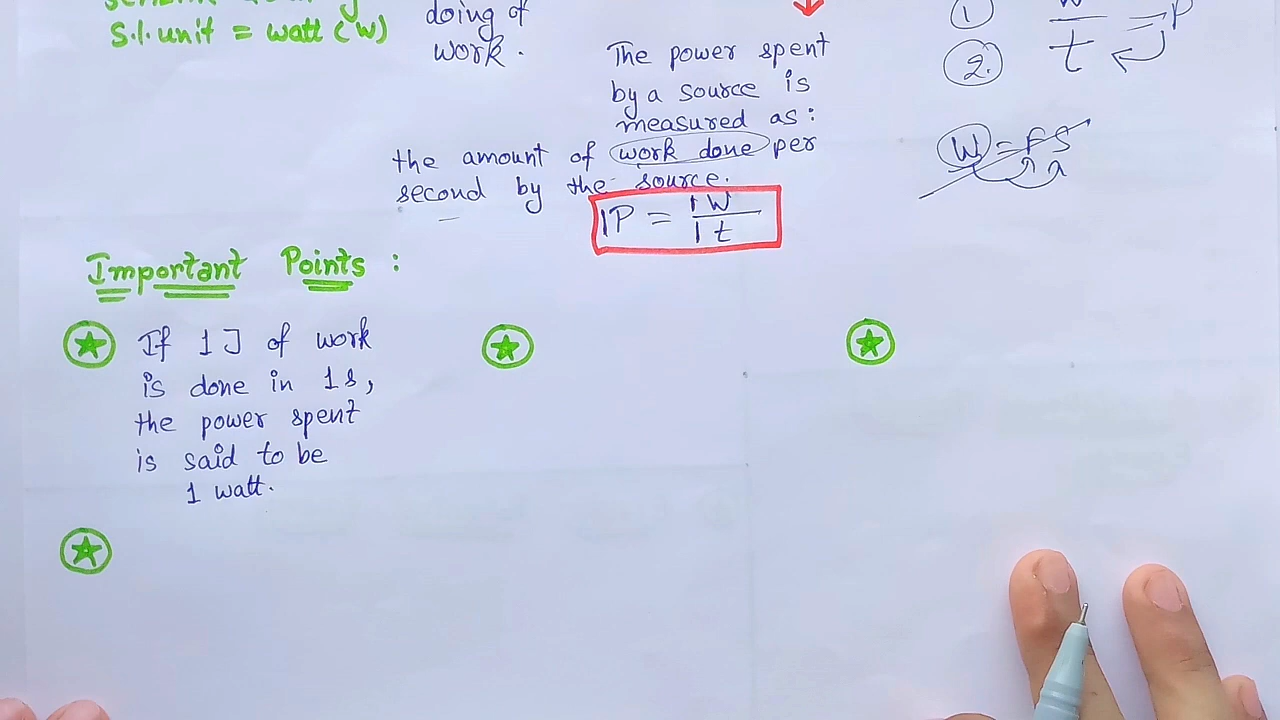 S.I. unit = watt (W)
doing of
work.
The power spent
by a source is
measured as:
the amount of work done per
second by the source.
1P = 1W
1t
1
2.
t
P
W = FS
Important Points:
If 1J of work
is done in 1s,
the power spent
is said to be
1 watt.